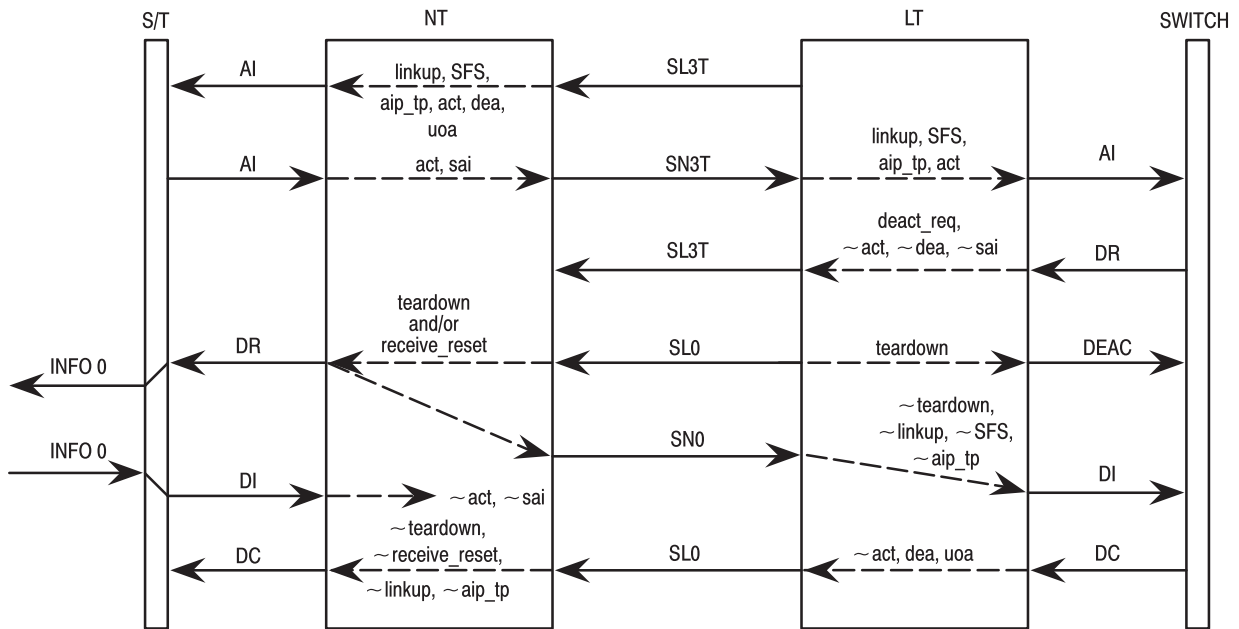 S/T NT LT SWITCH
AI linkup, SFS, SL3T
aip_tp, act, dea,
uoa
linkup, SFS,
aip_tp, act
AI act, sai SN3T AI
deact_req,
~act, ~dea, ~sai
SL3T DR
teardown
and/or
receive_reset
DR SL0 teardown DEAC
INFO 0
~teardown,
~linkup, ~SFS,
~aip_tp
SN0
INFO 0
DI ~act, ~sai DI
~teardown,
~receive_reset,
~linkup, ~aip_tp
DC SL0 ~act, dea, uoa DC